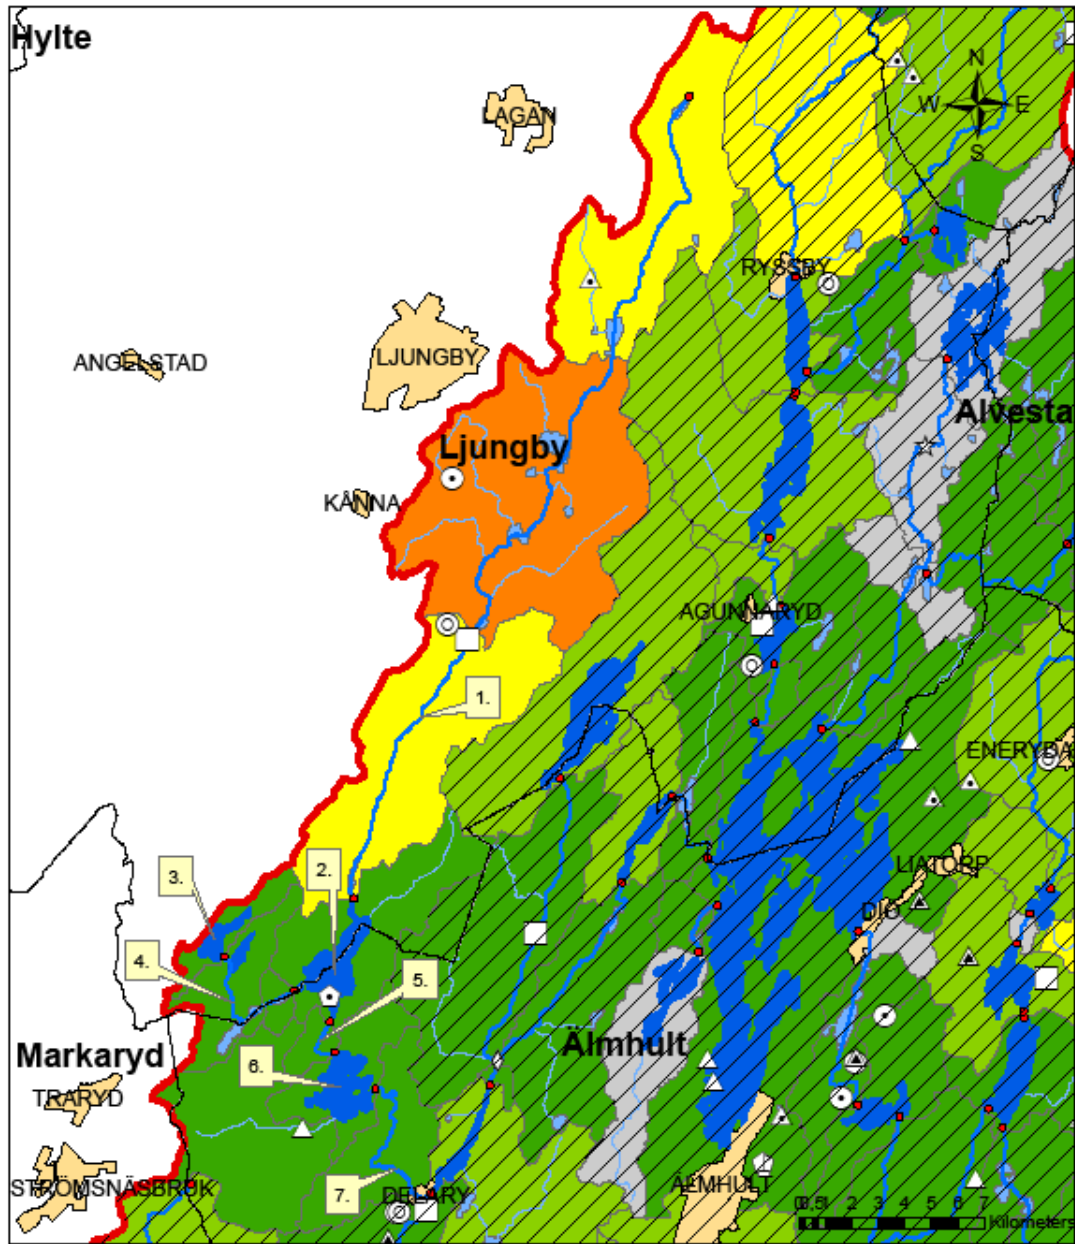 Hylte
LAGAN
N
W E
S
RYSSBY
LJUNGBY
ANGELSTAD
Alvesta
Ljungby
KÅNNA
AGUNNARYD
1.
ENERYDA
LIATORP
2.
3.
DIÖ
4.
5.
Älmhult
Markaryd
6.
TRARYD
STRÖMSNÄSBRUK
7.
DELARY
ÄLMHULT
0 0,5 1 2 3 4 5 6 7
Kilometers